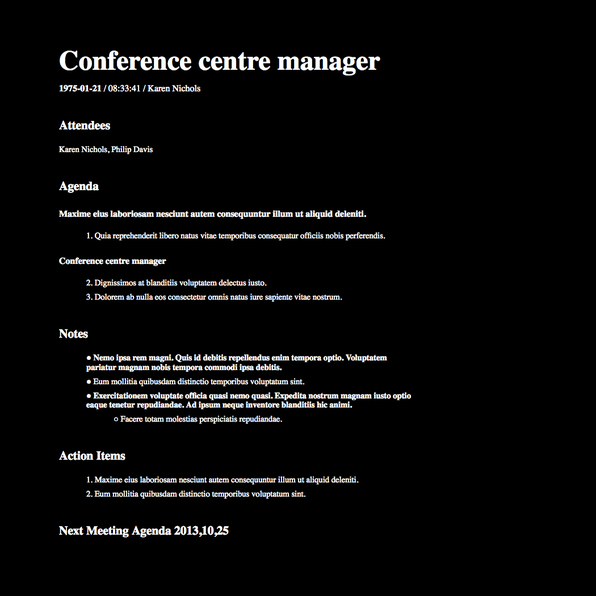 Conference centre manager
1975-01-21 / 08:33:41 / Karen Nichols
Attendees
Karen Nichols, Philip Davis
Agenda
Maxime eius laboriosam nesciunt autem consequuntur illum ut aliquid deleniti.
1. Quia reprehenderit libero natus vitae temporibus consequatur officiis nobis perferendis.
Conference centre manager
2. Dignissimos at blanditiis voluptatem delectus iusto.
3. Dolorem ab nulla eos consectetur omnis natus iure sapiente vitae nostrum.
Notes
● Nemo ipsa rem magni. Quis id debitis repellendus enim tempora optio. Voluptatem
pariatur magnam nobis tempora commodi ipsa debitis.
● Eum mollitia quibusdam distinctio temporibus voluptatum sint.
● Exercitationem voluptate officia quasi nemo quasi. Expedita nostrum magnam iusto optio
eaque tenetur repudiandae. Ad ipsum neque inventore blanditiis hic animi.
○ Facere totam molestias perspiciatis repudiandae.
Action Items
1. Maxime eius laboriosam nesciunt autem consequuntur illum ut aliquid deleniti.
2. Eum mollitia quibusdam distinctio temporibus voluptatum sint.
Next Meeting Agenda 2013,10,25